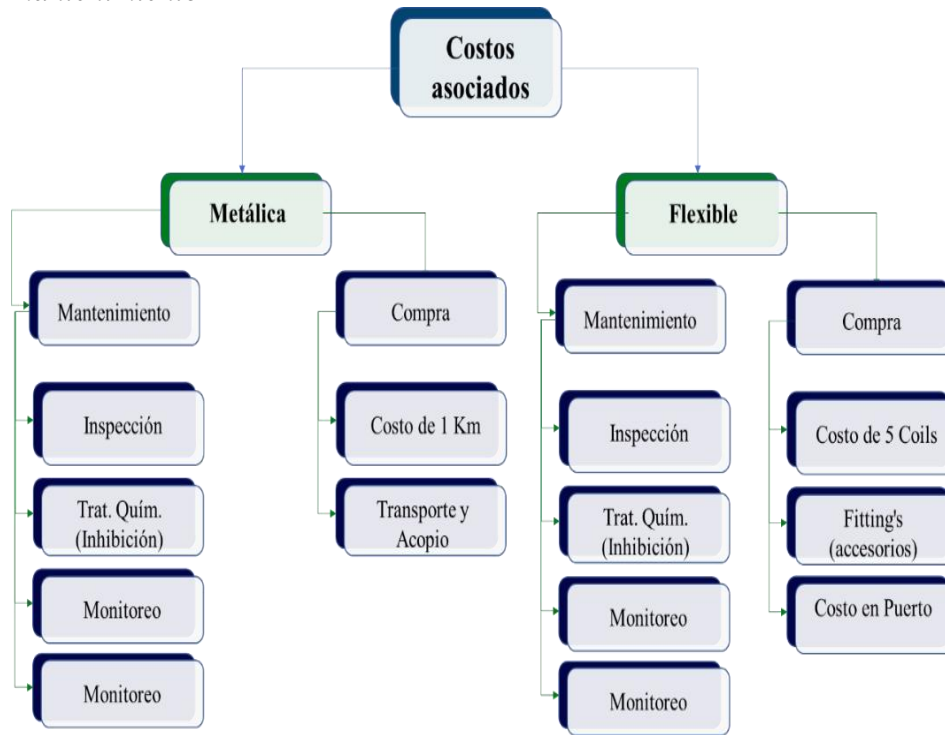 Costos
asociados
Metálica
Flexible
Mantenimiento
Compra
Mantenimiento
Compra
Inspección
Costo de 1 Km
Inspección
Costo de 5 Coils
Trat. Quím.
(Inhibición)
Transporte y
Acopio
Trat. Quím.
(Inhibición)
Fitting's
(accesorios)
Monitoreo
Monitoreo
Costo en Puerto
Monitoreo
Monitoreo